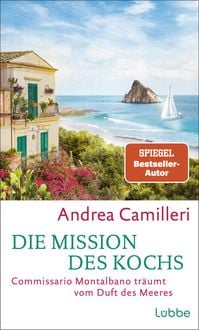 SPIEGEL
Bestseller-
Autor
Andrea Camilleri
DIE MISSION
DES KOCHS
Commissario Montalbano träumt
vom Duft des Meeres
Lübbe